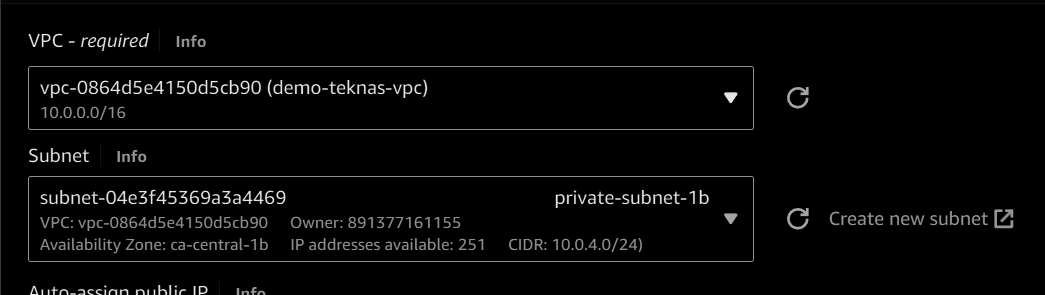 VPC - required Info
vpc-0864d5e4150d5cb90 (demo-teknas-vpc)
10.0.0.0/16
Subnet Info
subnet-04e3f45369a3a4469 private-subnet-1b
VPC: vpc-0864d5e4150d5cb90 Owner: 891377161155
Availability Zone: ca-central-1b IP addresses available: 251 CIDR: 10.0.4.0/24)
Create new subnet
Auto-assign public IP Info